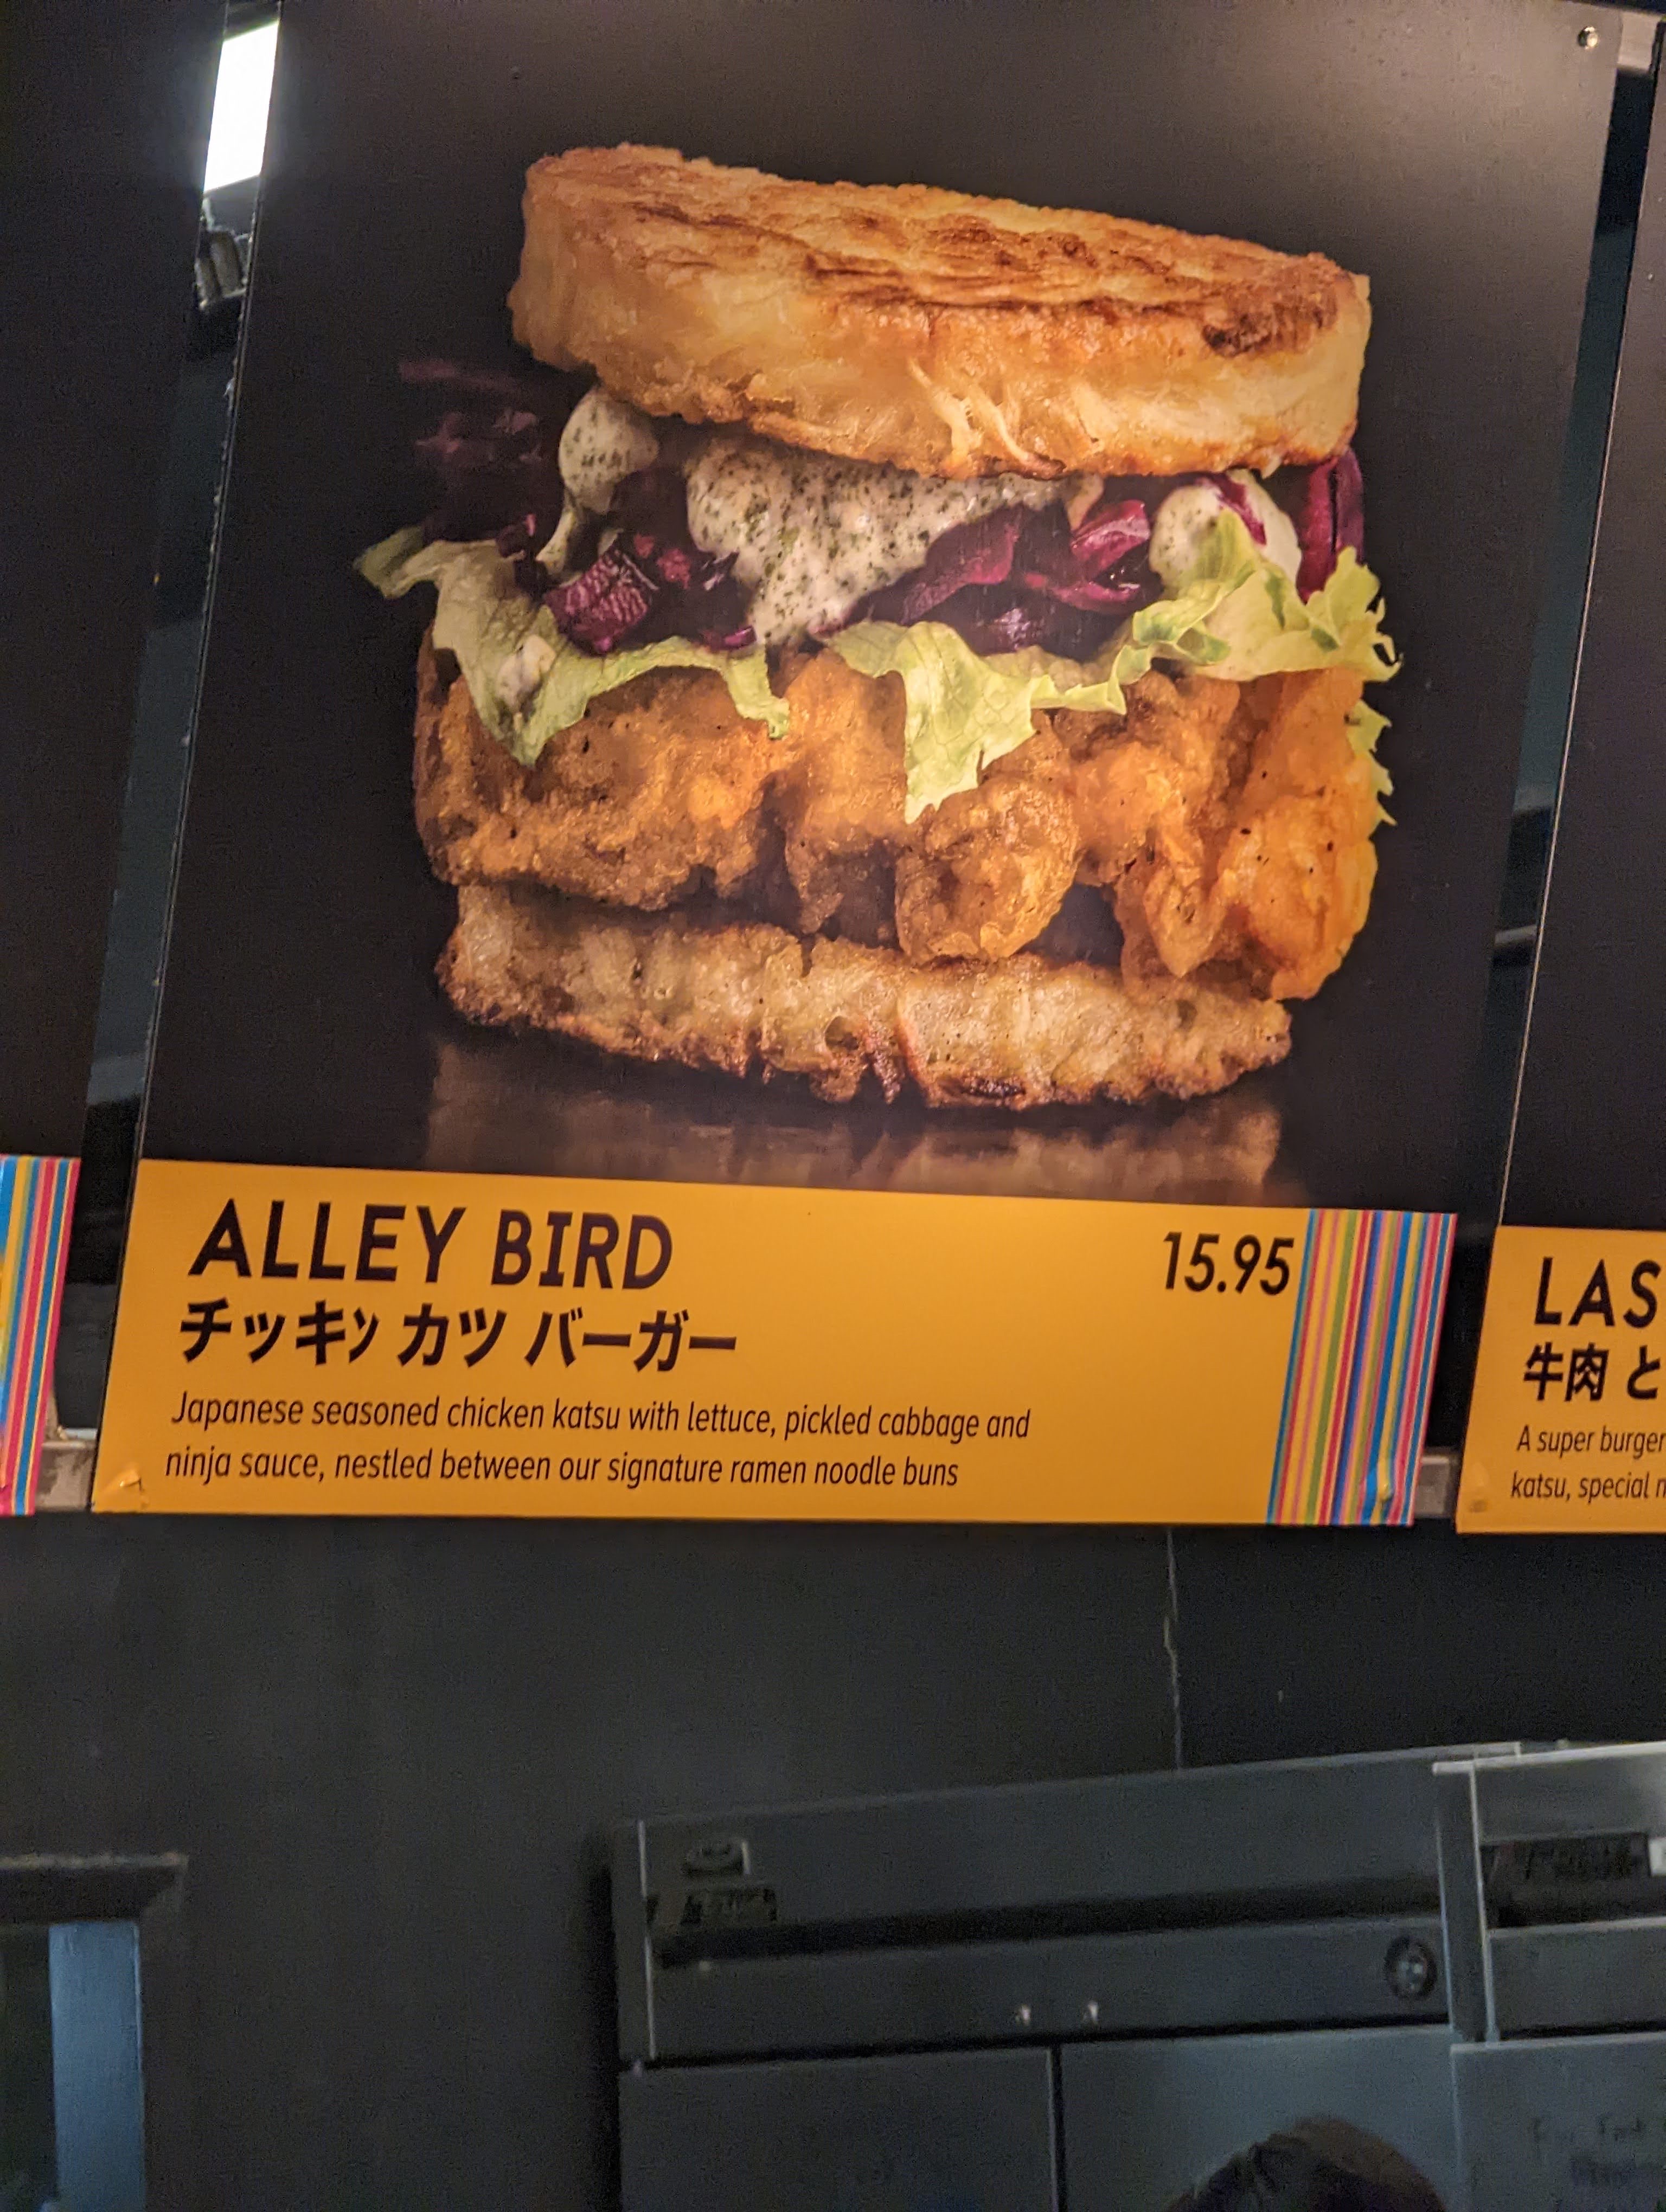 ALLEY BIRD
15.95
チッキン カツ バーガー
Japanese seasoned chicken katsu with lettuce, pickled cabbage and
ninja sauce, nestled between our signature ramen noodle buns
LAS
牛肉 と
A super burger
katsu, special